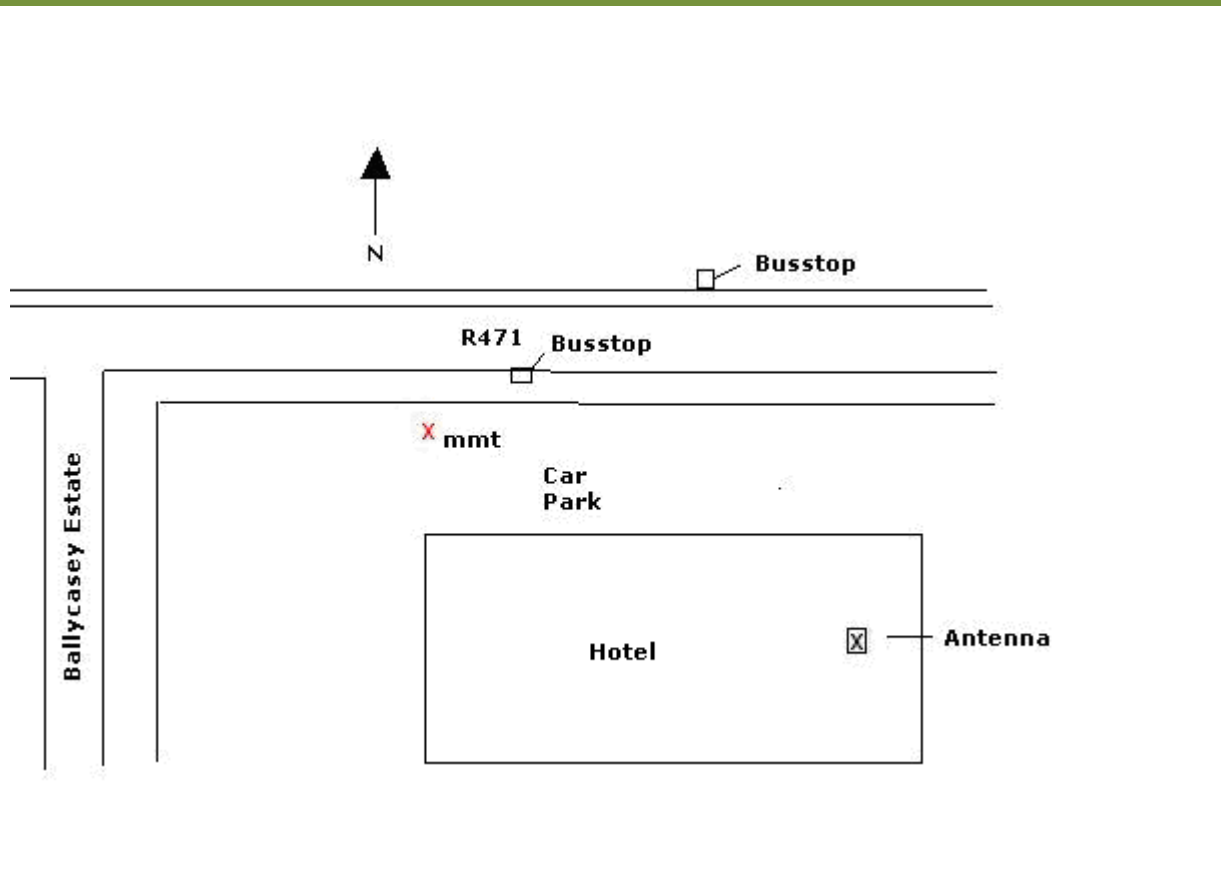 N
Busstop
R471
Busstop
X
mmt
Car
Park
Ballycasey Estate
Hotel
X
Antenna